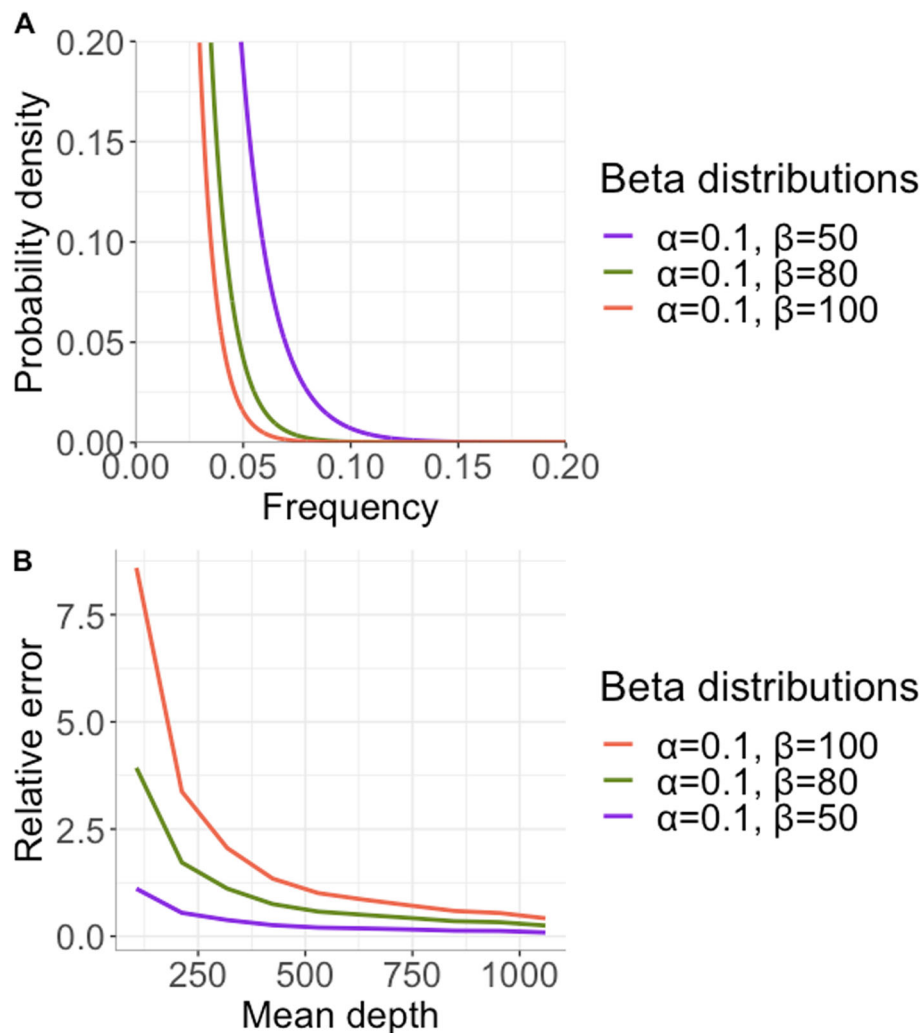 A
Probability density
0.20
0.15
0.10
0.05
0.00
0.00 0.05 0.10 0.15 0.20
Frequency
Beta distributions
α=0.1, β=50
α=0.1, β=80
α=0.1, β=100
B
Relative error
7.5
5.0
2.5
0.0
250 500 750 1000
Mean depth
Beta distributions
α=0.1, β=100
α=0.1, β=80
α=0.1, β=50